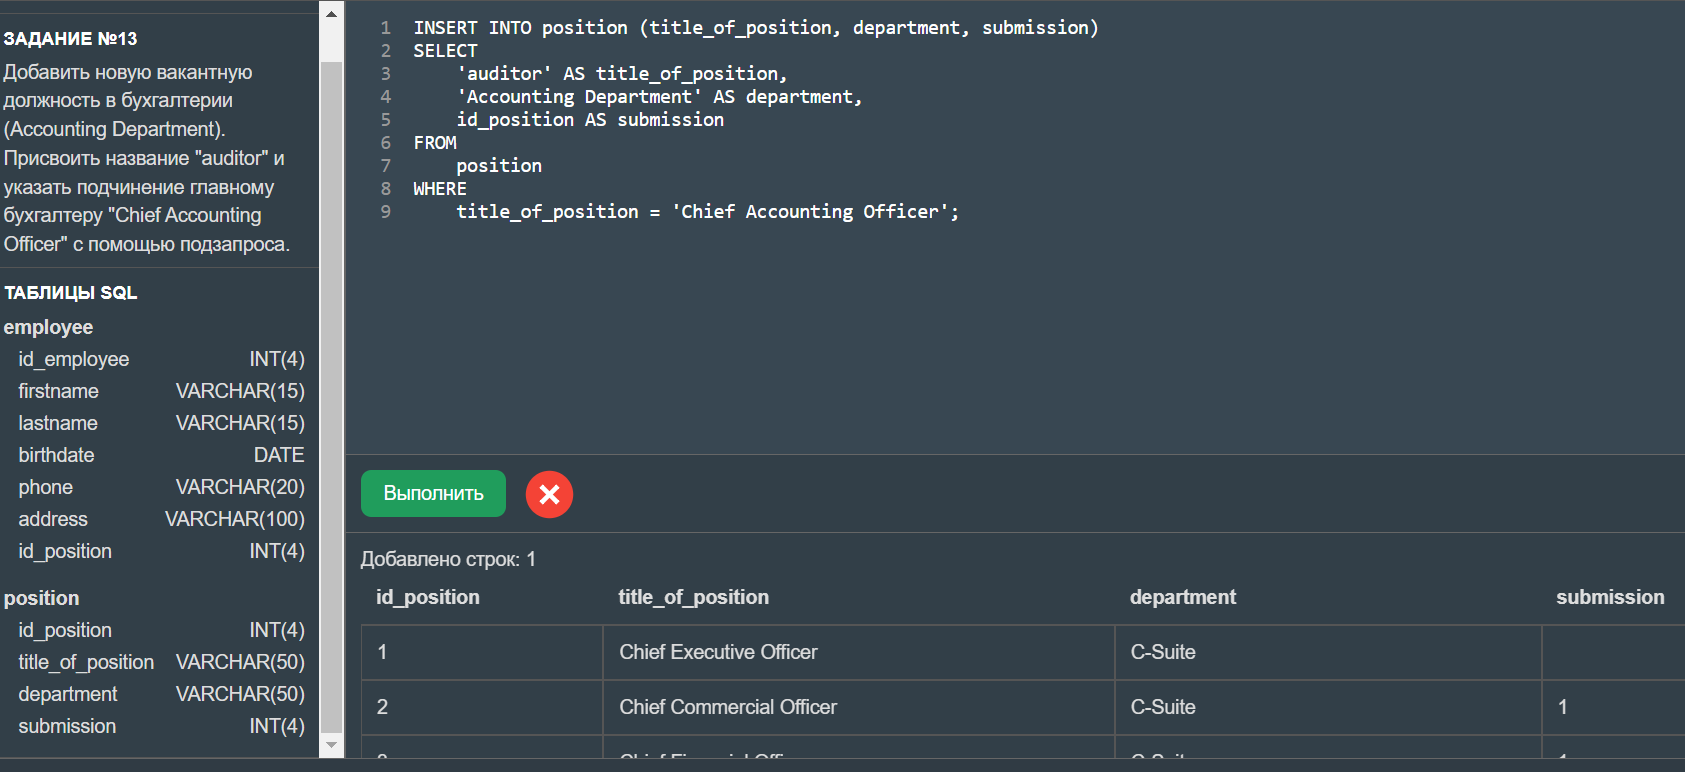 ЗАДАНИЕ №13
Добавить новую вакантную
должность в бухгалтерии
(Accounting Department).
Присвоить название "auditor" и
указать подчинение главному
бухгалтеру "Chief Accounting
Officer" с помощью подзапроса.
ТАБЛИЦЫ SQL
employee
id_employee INT(4)
firstname VARCHAR(15)
lastname VARCHAR(15)
birthdate DATE
phone VARCHAR(20)
address VARCHAR(100)
id_position INT(4)
position
id_position INT(4)
title_of_position VARCHAR(50)
department VARCHAR(50)
submission INT(4)
1 INSERT INTO position (title_of_position, department, submission)
2 SELECT
3 'auditor' AS title_of_position,
4 'Accounting Department' AS department,
5 id_position AS submission
6 FROM
7 position
8 WHERE
9 title_of_position = 'Chief Accounting Officer';
Выполнить
Добавлено строк: 1
id_position title_of_position department submission
1 Chief Executive Officer C-Suite
2 Chief Commercial Officer C-Suite 1